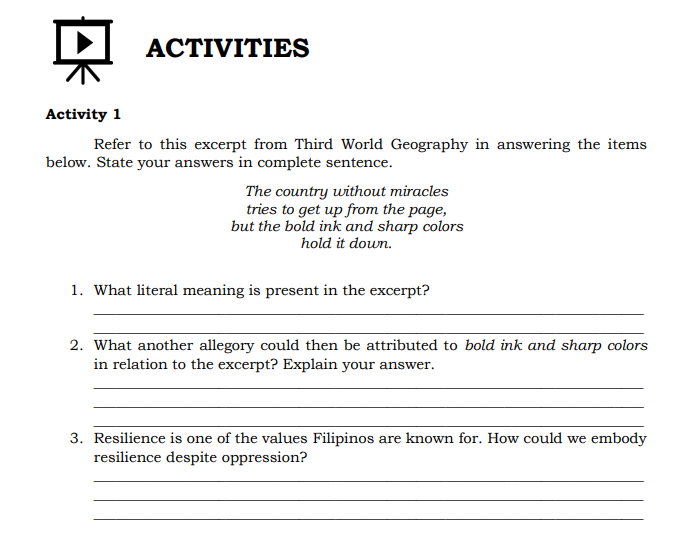 ACTIVITIES
Activity 1
Refer to this excerpt from Third World Geography in answering the items
below. State your answers in complete sentence.
The country without miracles
tries to get up from the page,
but the bold ink and sharp colors
hold it down.
1. What literal meaning is present in the excerpt?
2. What another allegory could then be attributed to bold ink and sharp colors
in relation to the excerpt? Explain your answer.
3. Resilience is one of the values Filipinos are known for. How could we embody
resilience despite oppression?